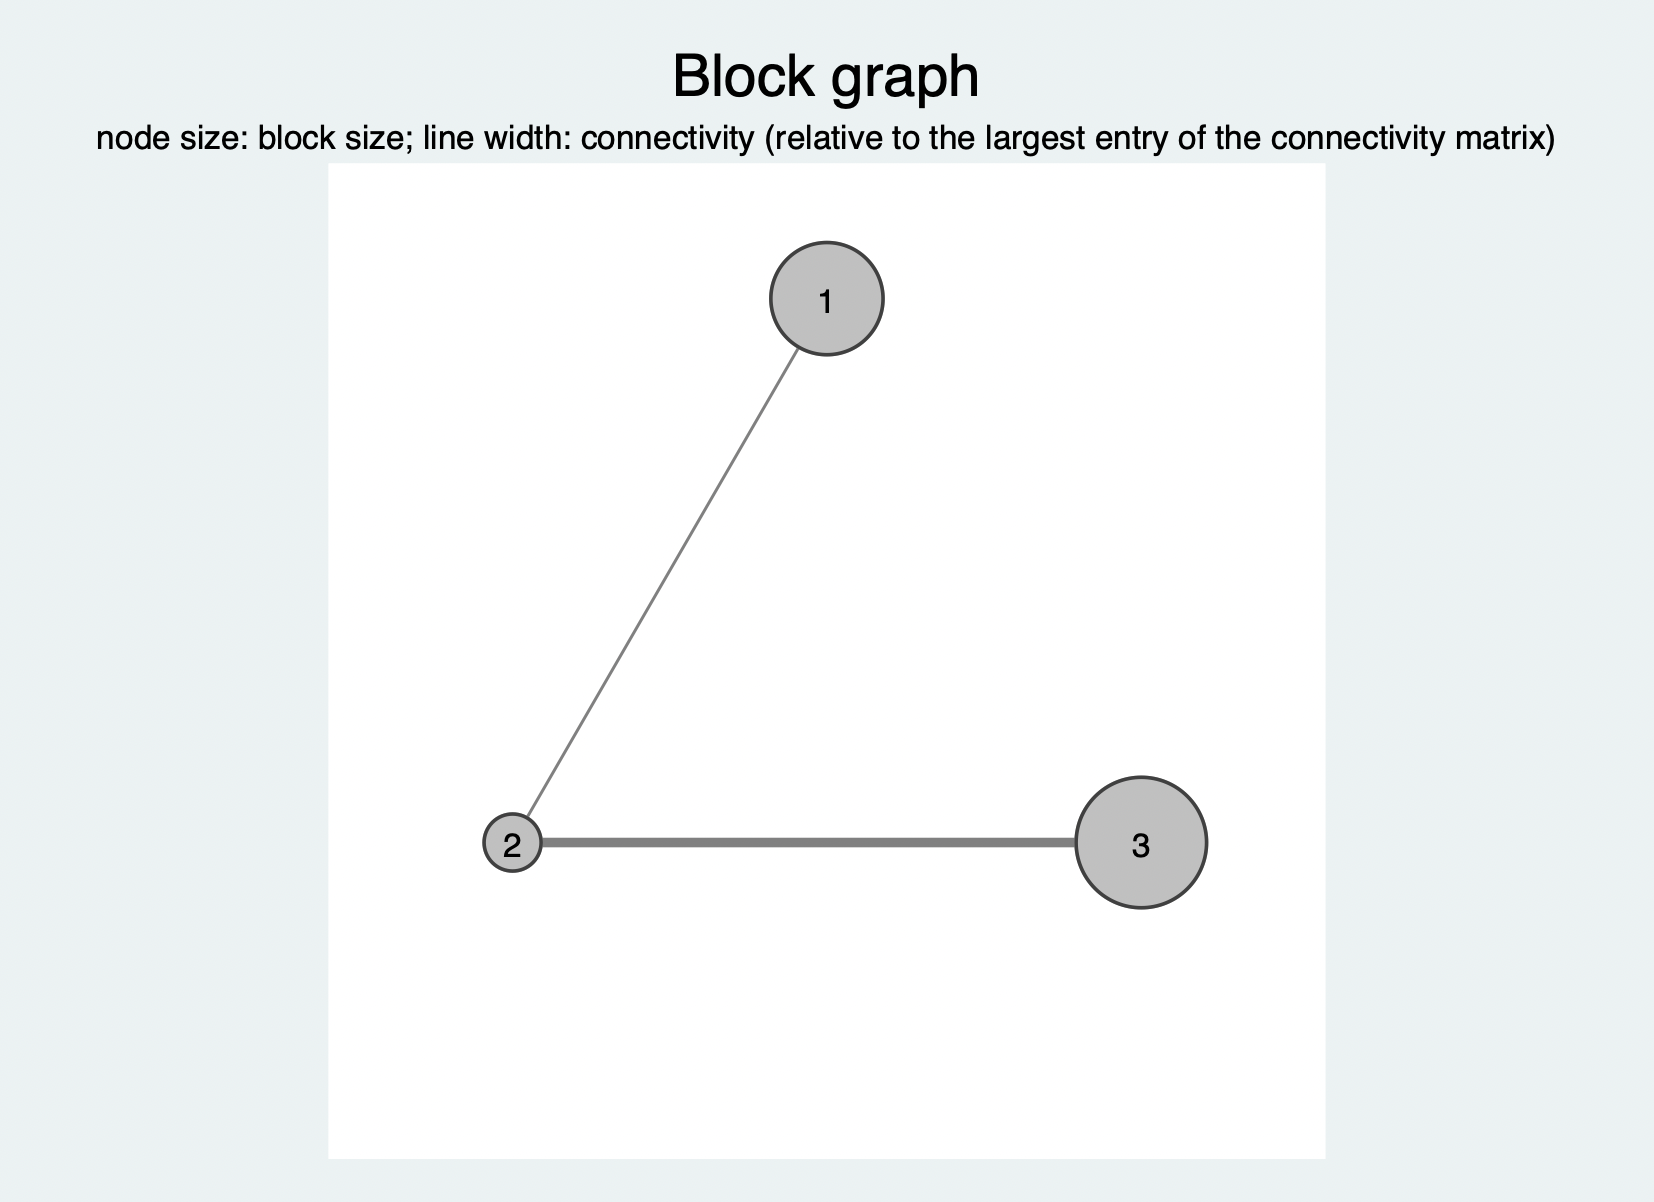 Block graph
node size: block size; line width: connectivity (relative to the largest entry of the connectivity matrix)
1
2
3